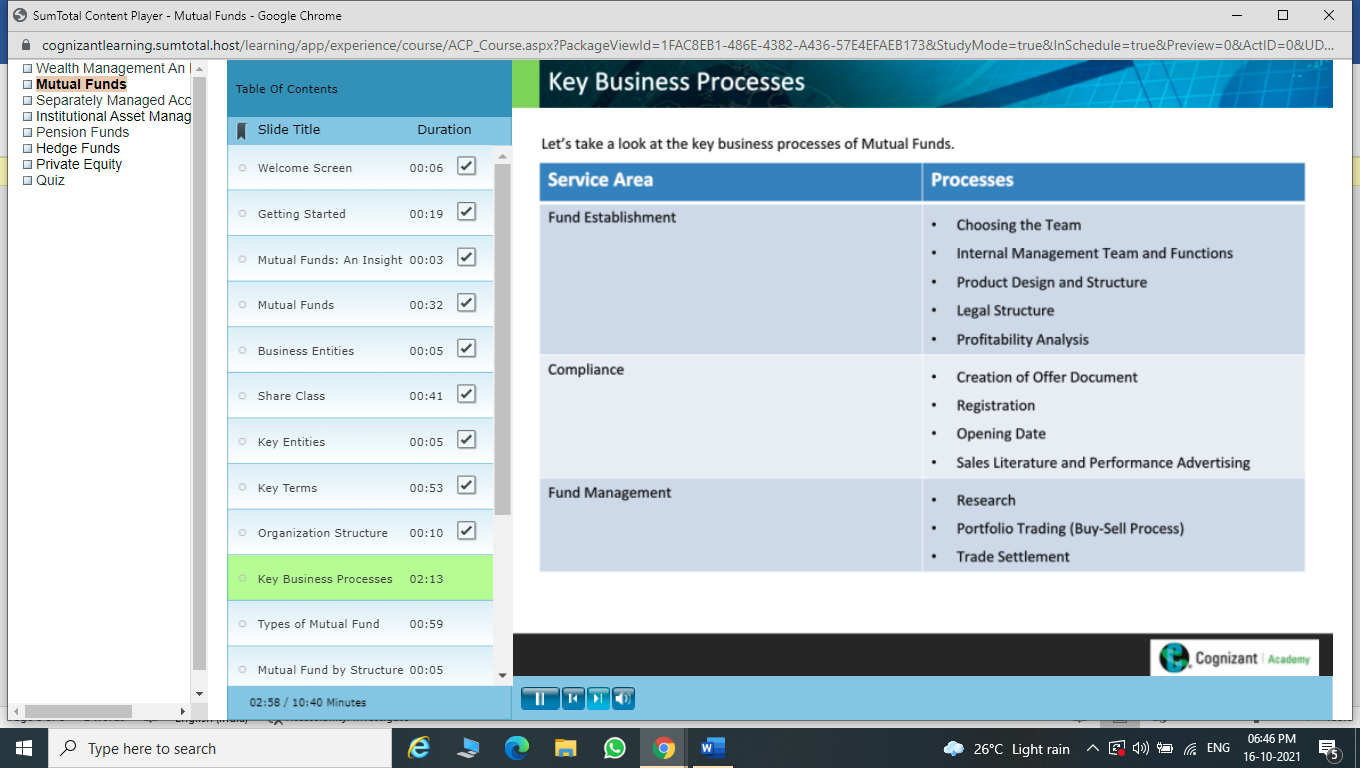 SumTotal Content Player - Mutual Funds - Google Chrome
cognizantlearning.sumtotal.host/learning/app/experience/course/ACP_Course.aspx?PackageViewId=1FAC8EB1-486E-4382-A436-57E4EFAEB173&StudyMode=true&InSchedule=true&Preview=0&ActID=0&UD...
Wealth Management An I
Mutual Funds
Separately Managed Acc
Institutional Asset Manag
Pension Funds
Hedge Funds
Private Equity
Quiz
Table Of Contents
Slide Title Duration
Welcome Screen 00:06
Getting Started 00:19
Mutual Funds: An Insight 00:03
Mutual Funds 00:32
Business Entities 00:05
Share Class 00:41
Key Entities 00:05
Key Terms 00:53
Organization Structure 00:10
Key Business Processes 02:13
Types of Mutual Fund 00:59
Mutual Fund by Structure 00:05
02:58 / 10:40 Minutes
Key Business Processes
Let's take a look at the key business processes of Mutual Funds.
Service Area Processes
Fund Establishment
• Choosing the Team
• Internal Management Team and Functions
• Product Design and Structure
• Legal Structure
• Profitability Analysis
Compliance
• Creation of Offer Document
• Registration
• Opening Date
• Sales Literature and Performance Advertising
Fund Management
• Research
• Portfolio Trading (Buy-Sell Process)
• Trade Settlement
Cognizant | Academy
Type here to search
26°C Light rain
ENG
06:46 PM
16-10-2021
5